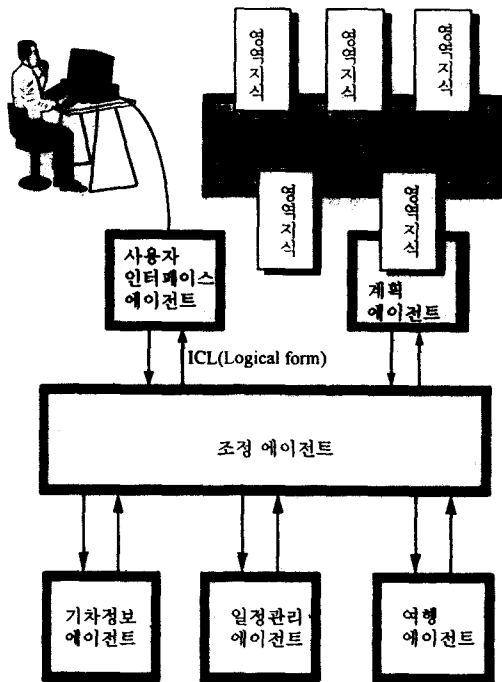 영역지식
영역지식
영역지식
영역지식
영역지식
사용자
인터페이스
에이전트
계획
에이전트
ICL(Logical form)
조정 에이전트
기차정보
에이전트
일정관리
에이전트
여행
에이전트